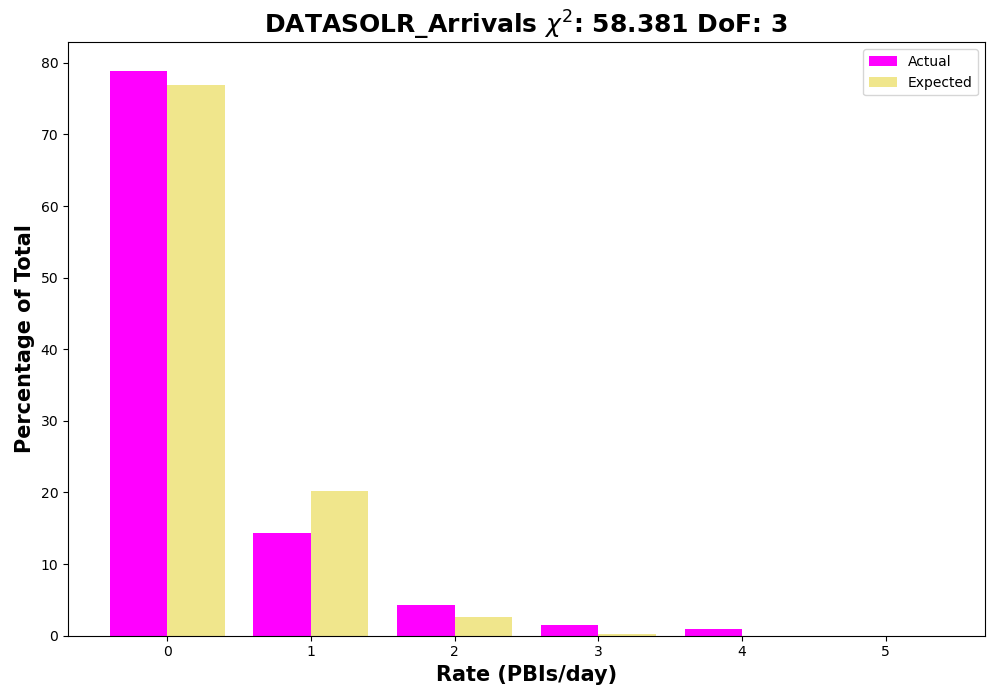 DATASOLR_Arrivals χ²: 58.381 DoF: 3
Actual
Expected
Percentage of Total
80
70
60
50
40
30
20
10
0
0 1 2 3 4 5
Rate (PBIs/day)